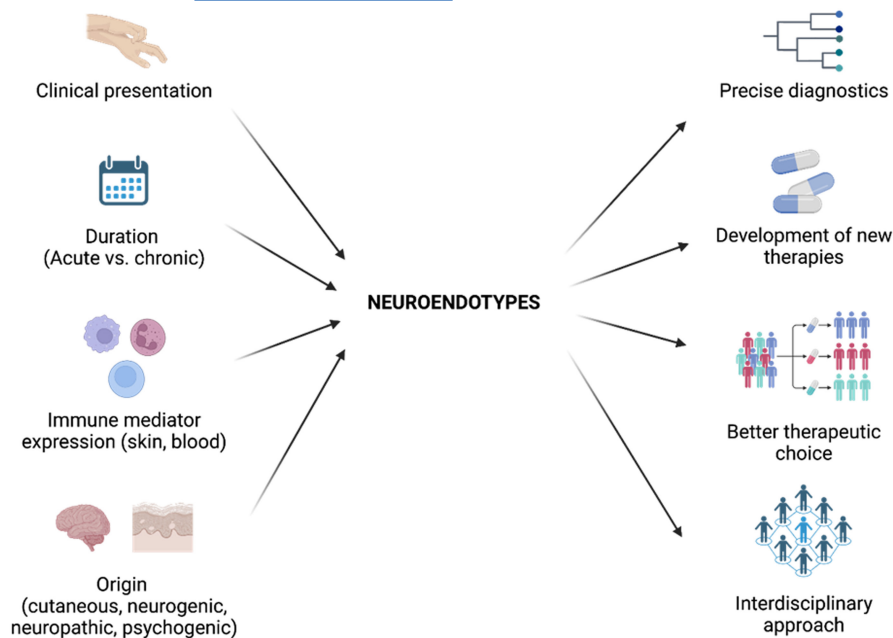 Clinical presentation
Duration
(Acute vs. chronic)
Immune mediator
expression (skin, blood)
Origin
(cutaneous, neurogenic,
neuropathic, psychogenic)
NEUROENDOTYPES
Precise diagnostics
Development of new
therapies
Better therapeutic
choice
Interdisciplinary
approach